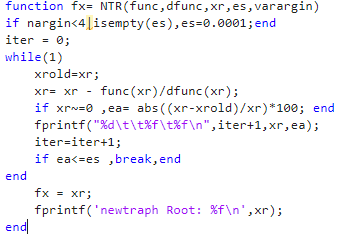 function fx= NTR(func,dfunc,xr,es,varargin)
if nargin<4|isempty(es),es=0.0001;end
iter = 0;
while(1)
    xrold=xr;
    xr= xr - func(xr)/dfunc(xr);
    if xr~=0 ,ea= abs((xr-xrold)/xr)*100; end
    fprintf("%d\t\t%f\t%f\n",iter+1,xr,ea);
    iter=iter+1;
    if ea<=es ,break,end
end
    fx = xr;
    fprintf('newtraph Root: %f\n',xr);
end